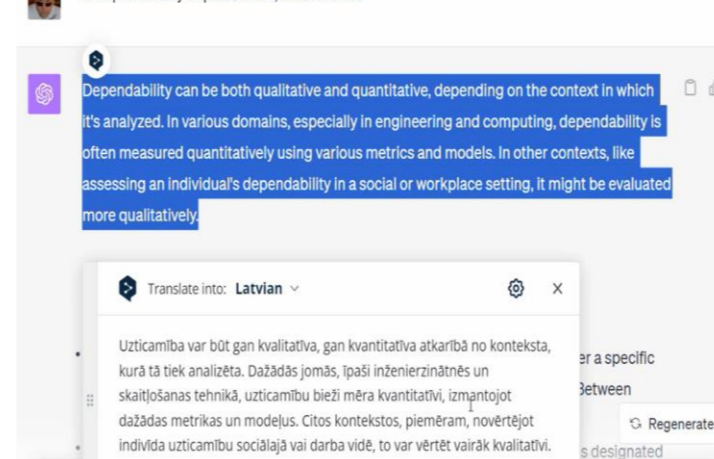 Dependability can be both qualitative and quantitative, depending on the context in which
it's analyzed. In various domains, especially in engineering and computing, dependability is
often measured quantitatively using various metrics and models. In other contexts, like
assessing an individual's dependability in a social or workplace setting, it might be evaluated
more qualitatively.
Translate into: Latvian
Uzticamība var būt gan kvalitatīva, gan kvantitatīva atkarībā no konteksta,
kurā tā tiek analizēta. Dažādās jomās, īpaši inženierzinātnēs un
skaitļošanas tehnikā, uzticamību bieži mēra kvantitatīvi, izmantojot
dažādas metrikas un modeļus. Citos kontekstos, piemēram, novērtējot
indivīda uzticamību sociālajā vai darba vidē, to var vērtēt vairāk kvalitatīvi.
er a specific
Between
Regenerate
s designated